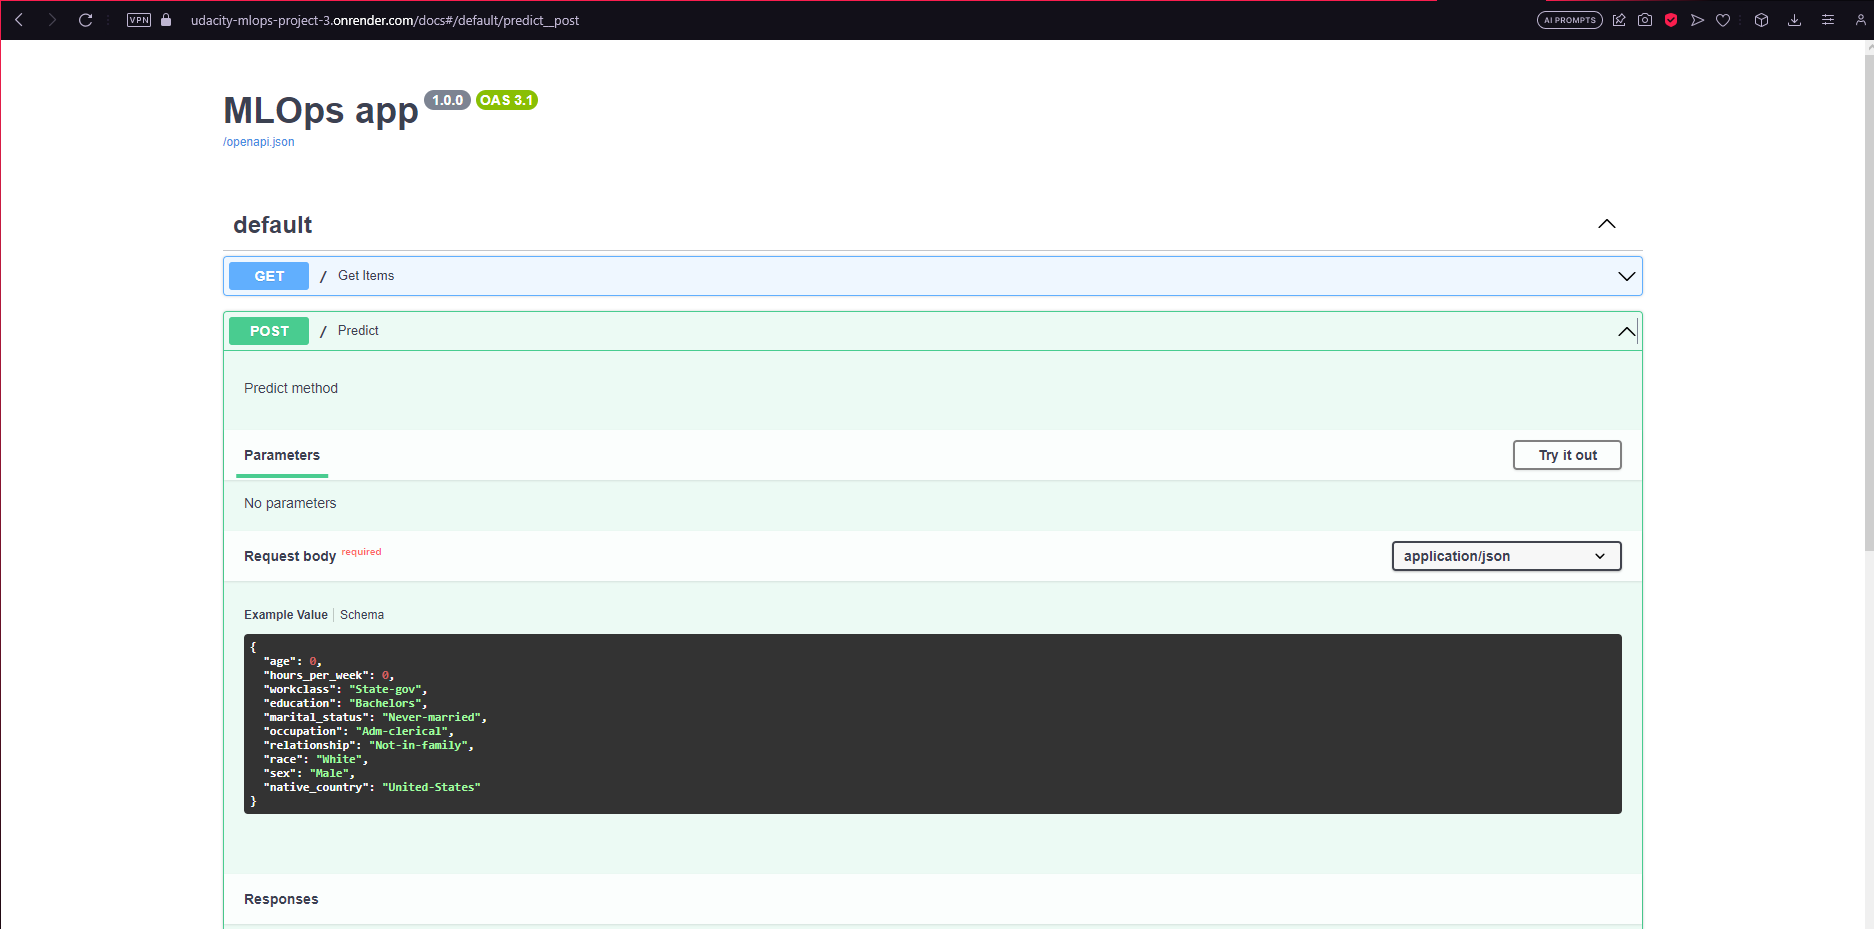 VPN
udacity-mlops-project-3.onrender.com/docs#/default/predict__post
AI PROMPTS
MLOps app 1.0.0 OAS 3.1
/openapi.json
default
GET / Get Items
POST / Predict
Predict method
Parameters
Try it out
No parameters
Request body required
application/json
Example Value Schema
{
"age": 0,
"hours_per_week": 0,
"workclass": "State-gov",
"education": "Bachelors",
"marital_status": "Never-married",
"occupation": "Adm-clerical",
"relationship": "Not-in-family",
"race": "White",
"sex": "Male",
"native_country": "United-States"
}
Responses